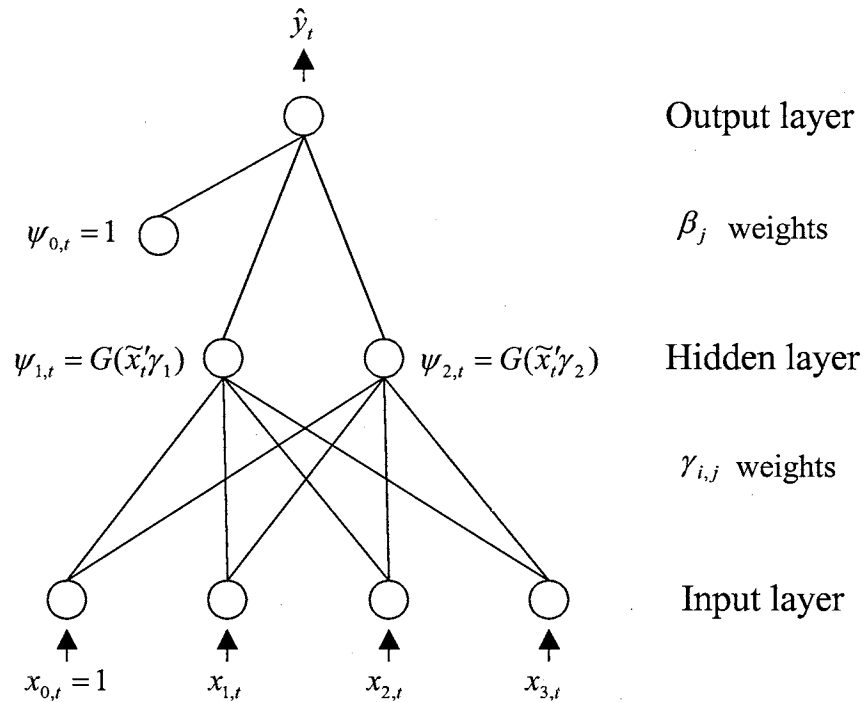 ŷ_t
Output layer
ψ_{0,t} = 1
β_j weights
ψ_{1,t} = G(x̃_t′γ_1)
ψ_{2,t} = G(x̃_t′γ_2)
Hidden layer
γ_{i,j} weights
Input layer
x_{0,t} = 1
x_{1,t}
x_{2,t}
x_{3,t}